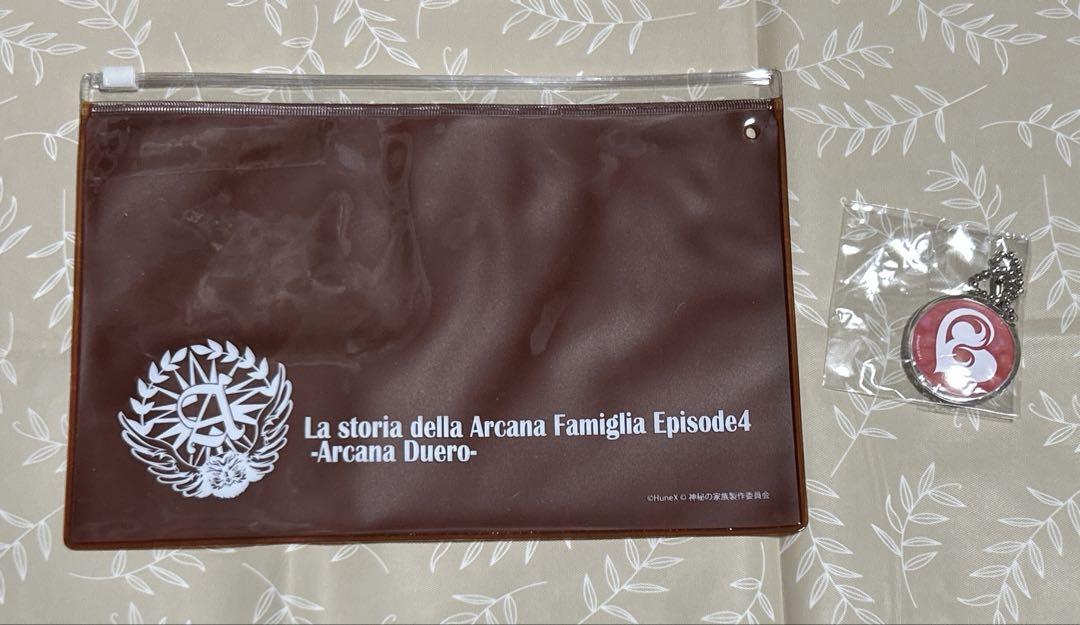 A
La storia della Arcana Famiglia Episode4
-Arcana Duero-
©HuneX © 神秘の家族製作委員会